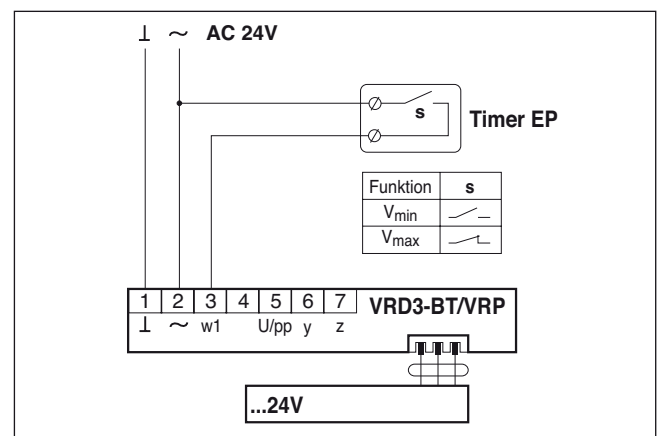 ⊥ ~ AC 24V
s
Timer EP
Funktion s
Vmin
Vmax
1 2 3 4 5 6 7 VRD3-BT/VRP
⊥ ~ w1 U/pp y z
...24V